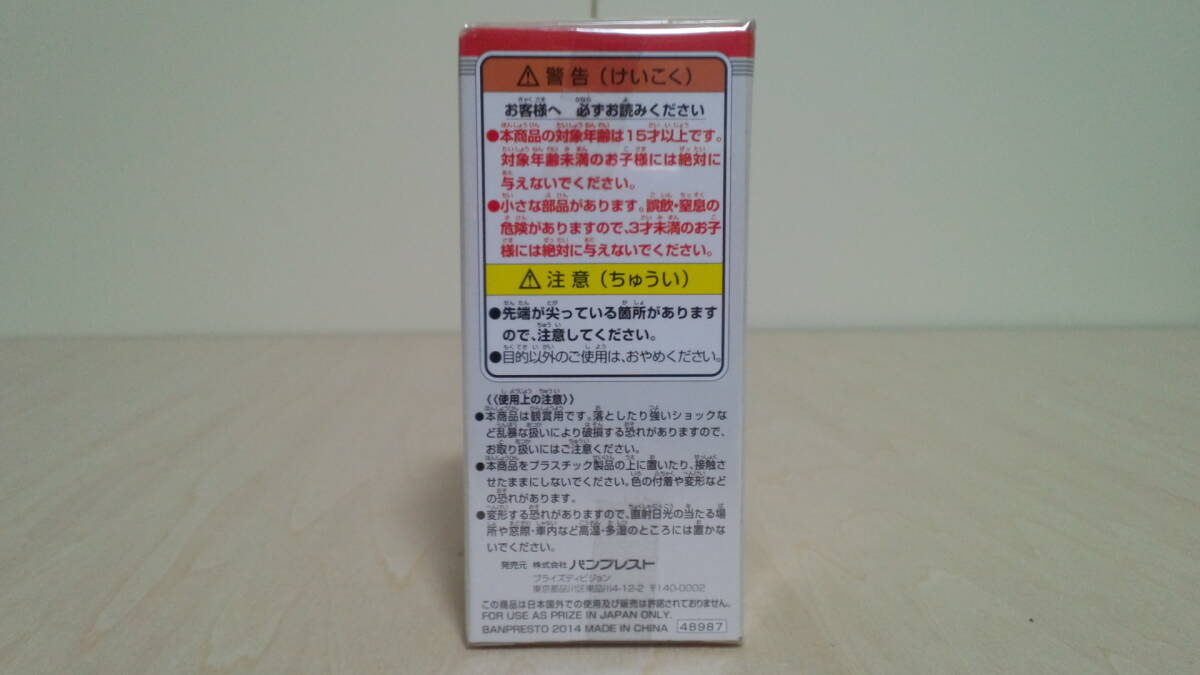 ⚠ 警告（けいこく）
お客様へ 必ずお読みください
●本商品の対象年齢は15才以上です。
対象年齢未満のお子様には絶対に
与えないでください。
●小さな部品があります。誤飲・窒息の
危険がありますので、3才未満のお子
様には絶対に与えないでください。
⚠ 注意（ちゅうい）
●先端が尖っている箇所があります
ので、注意してください。
●目的以外のご使用は、おやめください。
《使用上の注意》
●本商品は観賞用です。落としたり強いショックな
ど乱暴な扱いにより破損する恐れがありますので、
お取り扱いにはご注意ください。
●本商品をプラスチック製品の上に置いたり、接触さ
せたままにしないでください。色の付着や変形など
の恐れがあります。
●変形する恐れがありますので、直射日光の当たる場
所や窓際・車内など高温・多湿のところには置かな
いでください。
発売元 株式会社 バンプレスト
プライズディビジョン
東京都品川区東品川4-12-2 〒140-0002
この商品は日本国外での使用及び販売は許諾されておりません。
FOR USE AS PRIZE IN JAPAN ONLY.
BANPRESTO 2014 MADE IN CHINA 48987